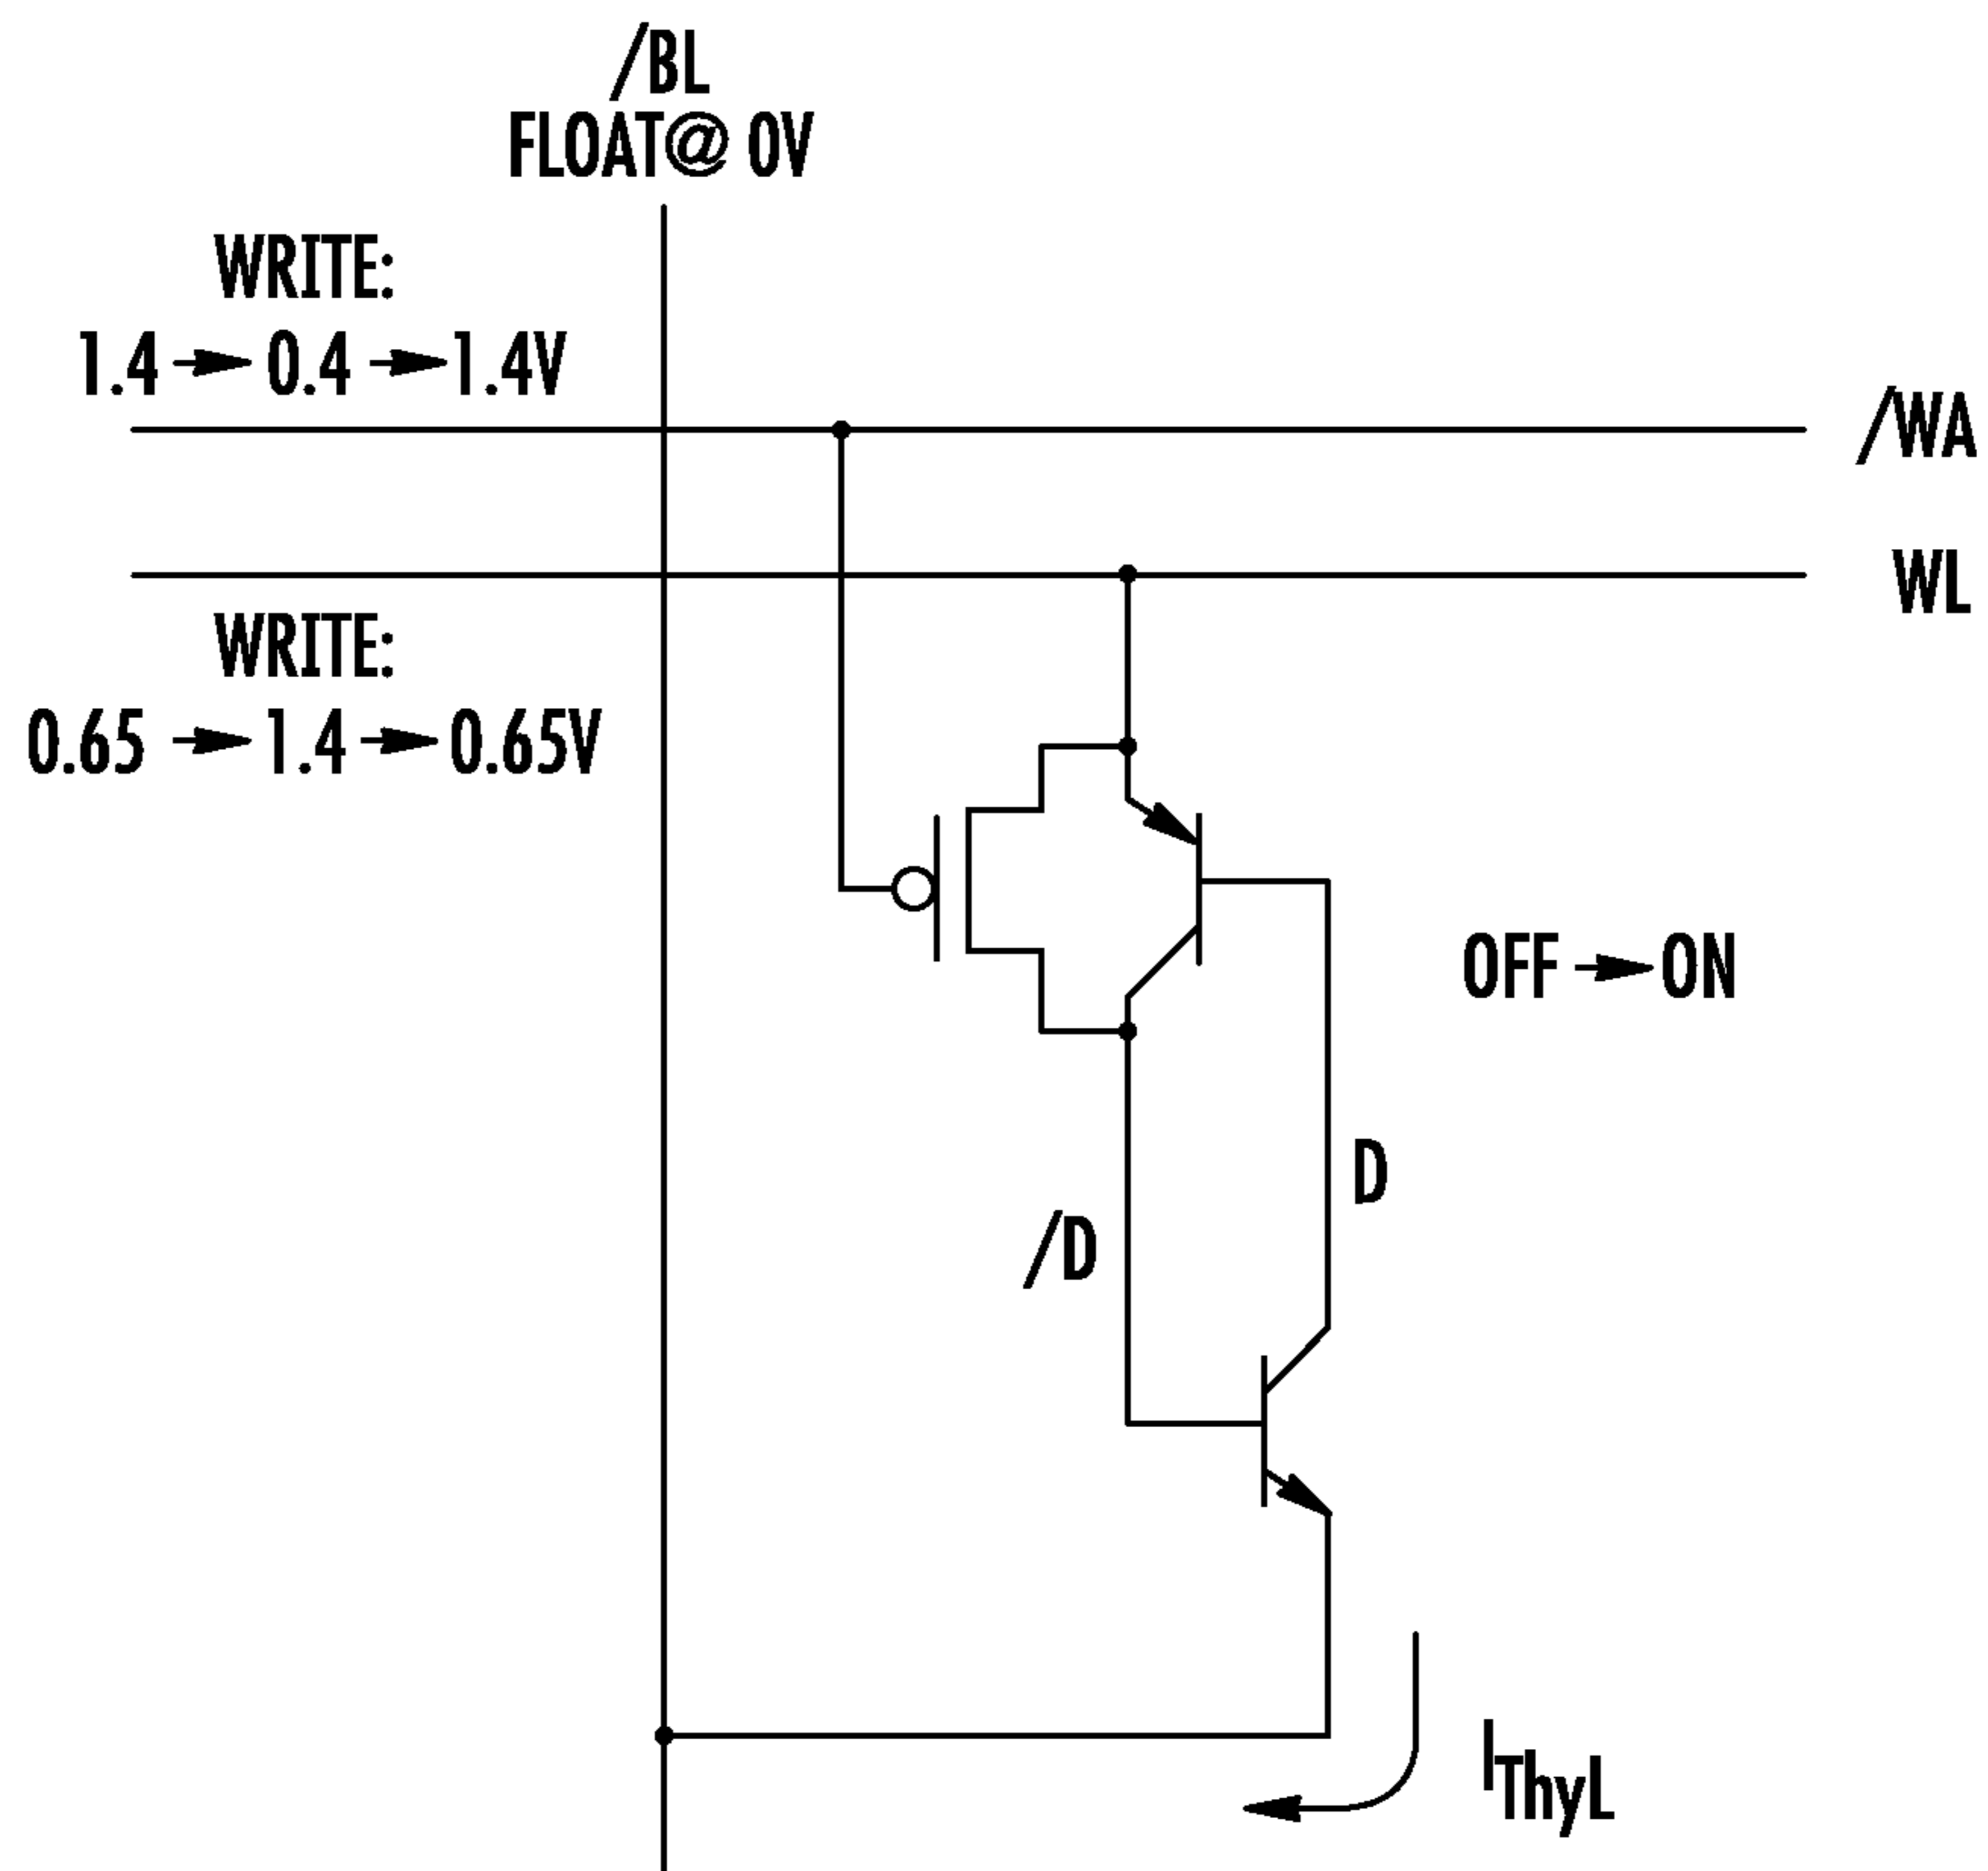 /BL
FLOAT@ 0V
WRITE:
1.4 → 0.4 → 1.4V
/WA
WL
WRITE:
0.65 → 1.4 → 0.65V
OFF → ON
D
/D
IThyL